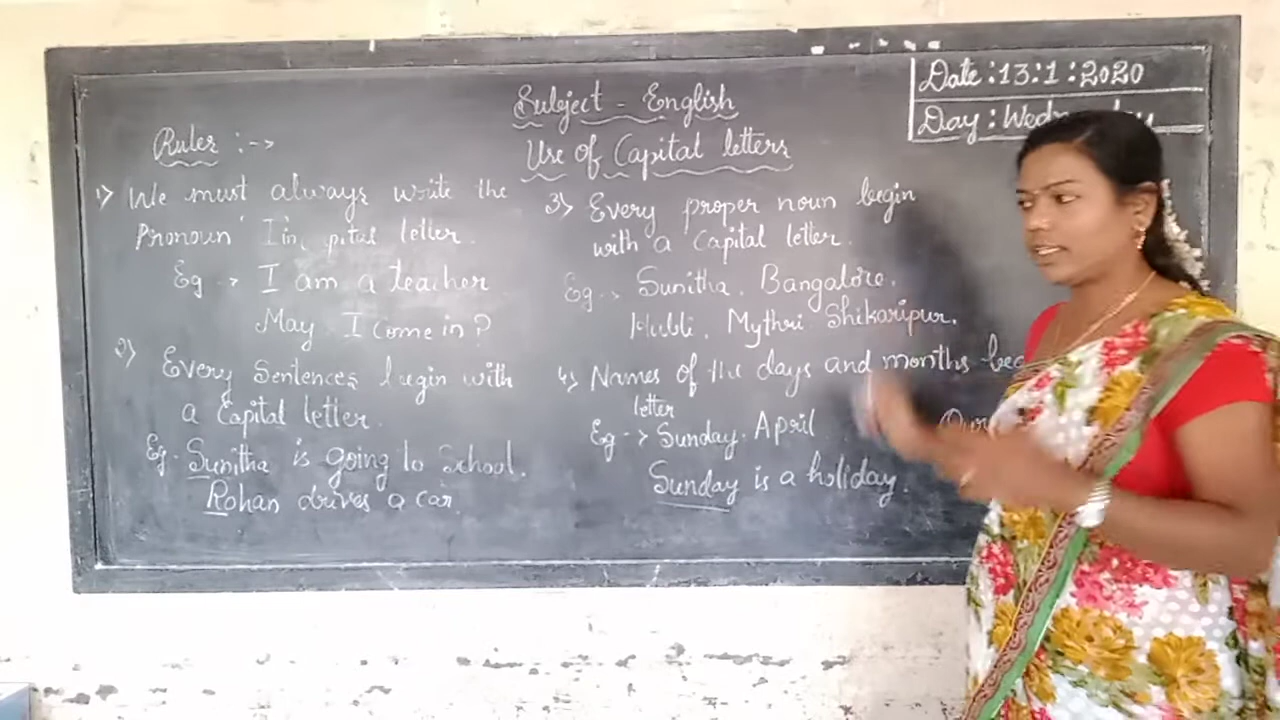 Subject - English
Date : 13 : 1 : 2020
Day : Wednesday
Use of Capital letters
Rules :->
1) We must always write the
Pronoun I in pital letter.
Eg -> I am a teacher
May I come in ?
2) Every Sentences begin with
a Capital letter.
Eg. Sunitha is going to School.
Rohan drives a car
3) Every proper noun begin
with a Capital letter.
Eg -> Sunitha. Bangalore.
Hubli. Mythri. Shikaripur.
4) Names of the days and months
letter
Eg -> Sunday. April
Sunday is a holiday.